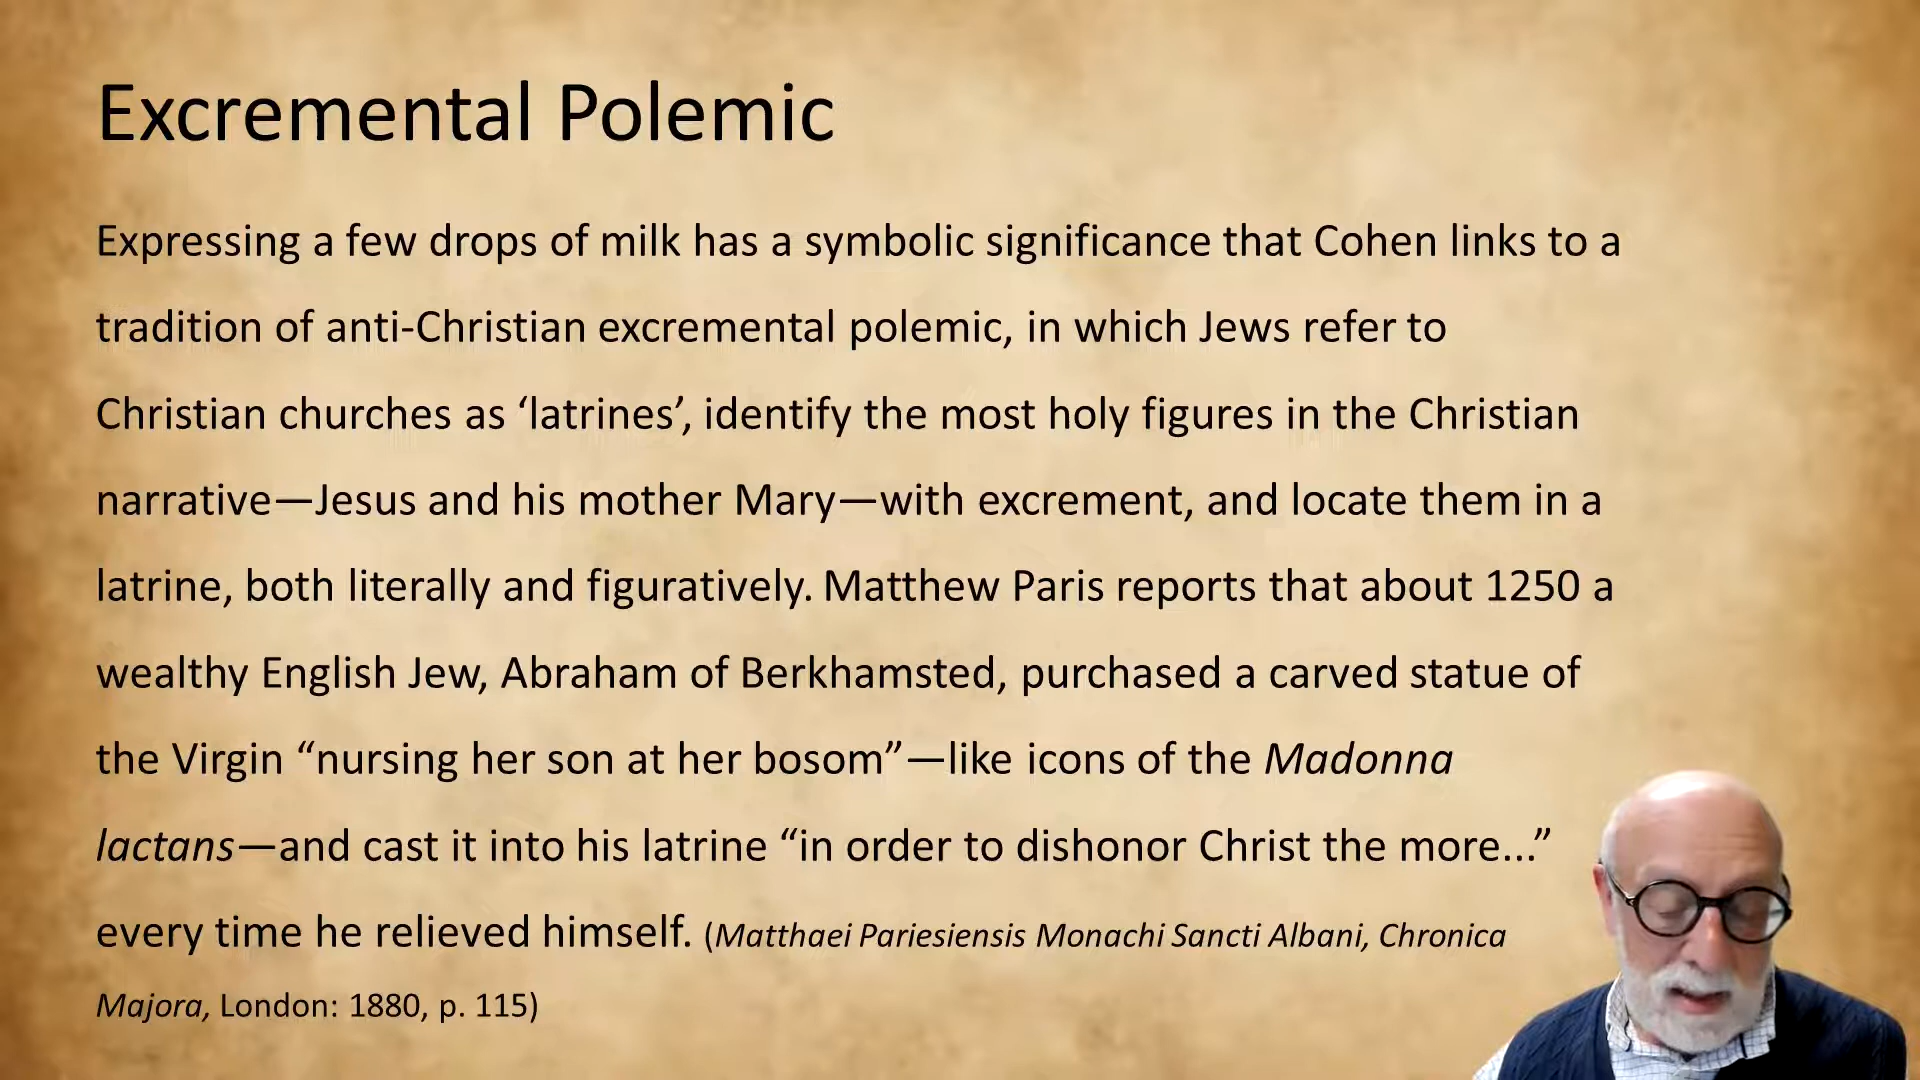 Excremental Polemic
Expressing a few drops of milk has a symbolic significance that Cohen links to a
tradition of anti-Christian excremental polemic, in which Jews refer to
Christian churches as ‘latrines’, identify the most holy figures in the Christian
narrative—Jesus and his mother Mary—with excrement, and locate them in a
latrine, both literally and figuratively. Matthew Paris reports that about 1250 a
wealthy English Jew, Abraham of Berkhamsted, purchased a carved statue of
the Virgin “nursing her son at her bosom”—like icons of the Madonna
lactans—and cast it into his latrine “in order to dishonor Christ the more...”
every time he relieved himself. (Matthaei Pariesiensis Monachi Sancti Albani, Chronica
Majora, London: 1880, p. 115)